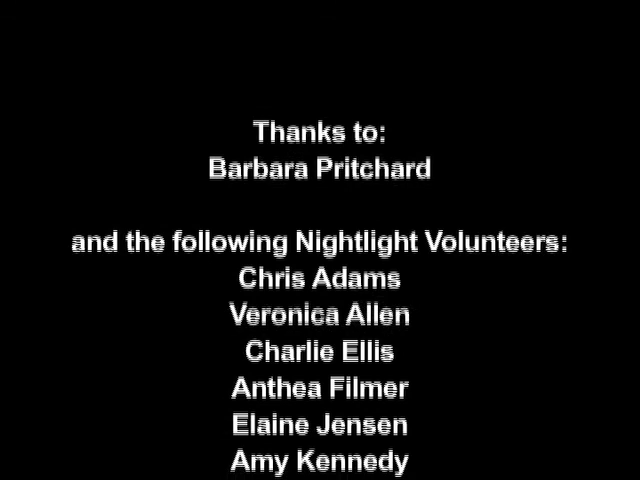 Thanks to:
Barbara Pritchard
and the following Nightlight Volunteers:
Chris Adams
Veronica Allen
Charlie Ellis
Anthea Filmer
Elaine Jensen
Amy Kennedy